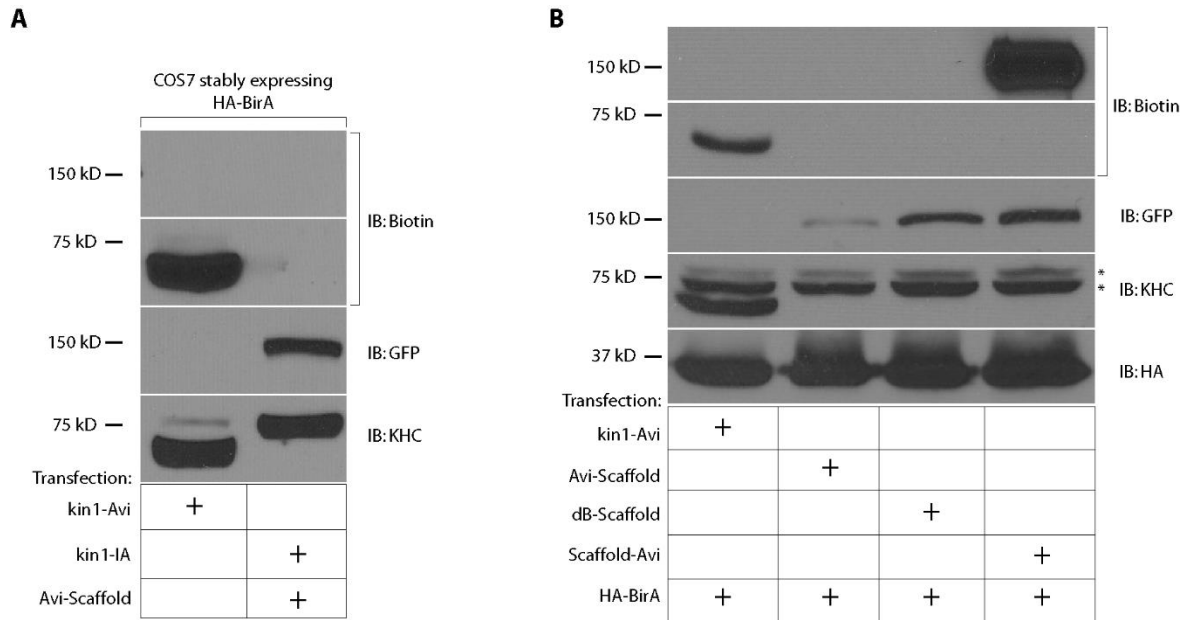 A
COS7 stably expressing
HA-BirA
150 kD
75 kD
IB: Biotin
150 kD
IB: GFP
75 kD
IB: KHC
Transfection:
kin1-Avi +
kin1-IA +
Avi-Scaffold +
B
150 kD
75 kD
IB: Biotin
150 kD
IB: GFP
75 kD
*
*
IB: KHC
37 kD
IB: HA
Transfection:
kin1-Avi +
Avi-Scaffold +
dB-Scaffold +
Scaffold-Avi +
HA-BirA + + + +